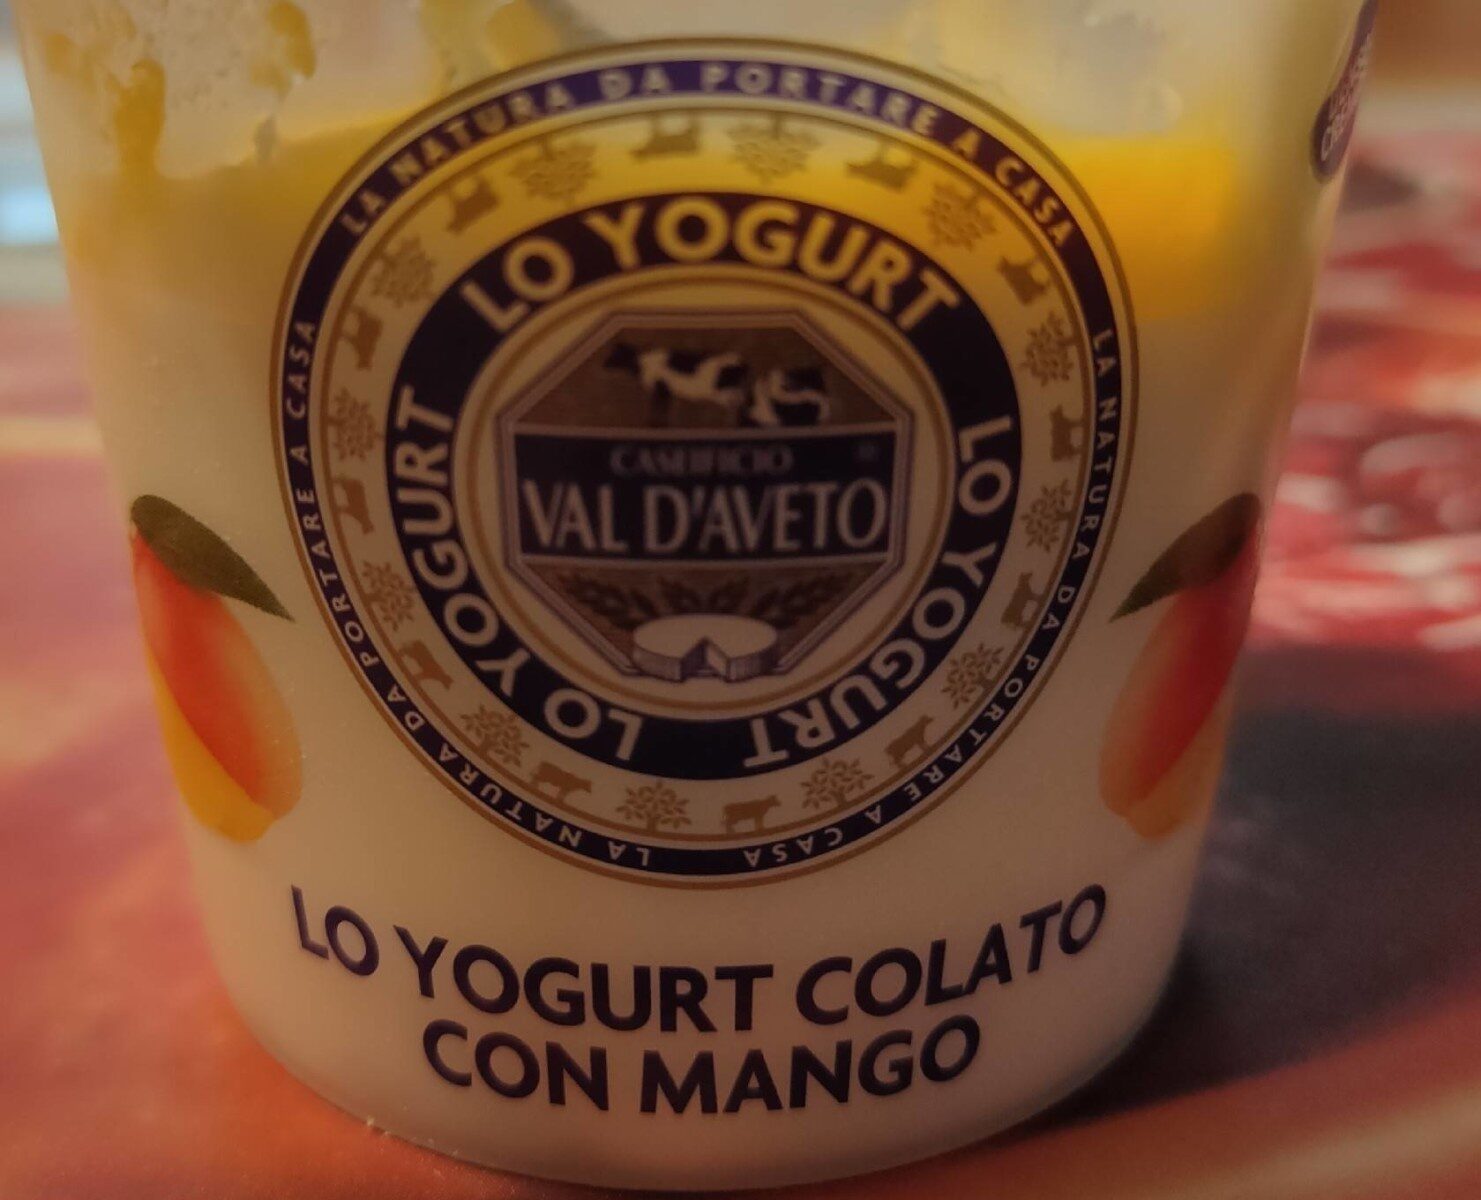 LA NATURA DA PORTARE A CASA
LA NATURA DA PORTARE A CASA
LA NATURA DA PORTARE A CASA
LO YOGURT
LO YOGURT
LO YOGURT
CASEIFICIO
VAL D'AVETO
LO YOGURT COLATO
CON MANGO